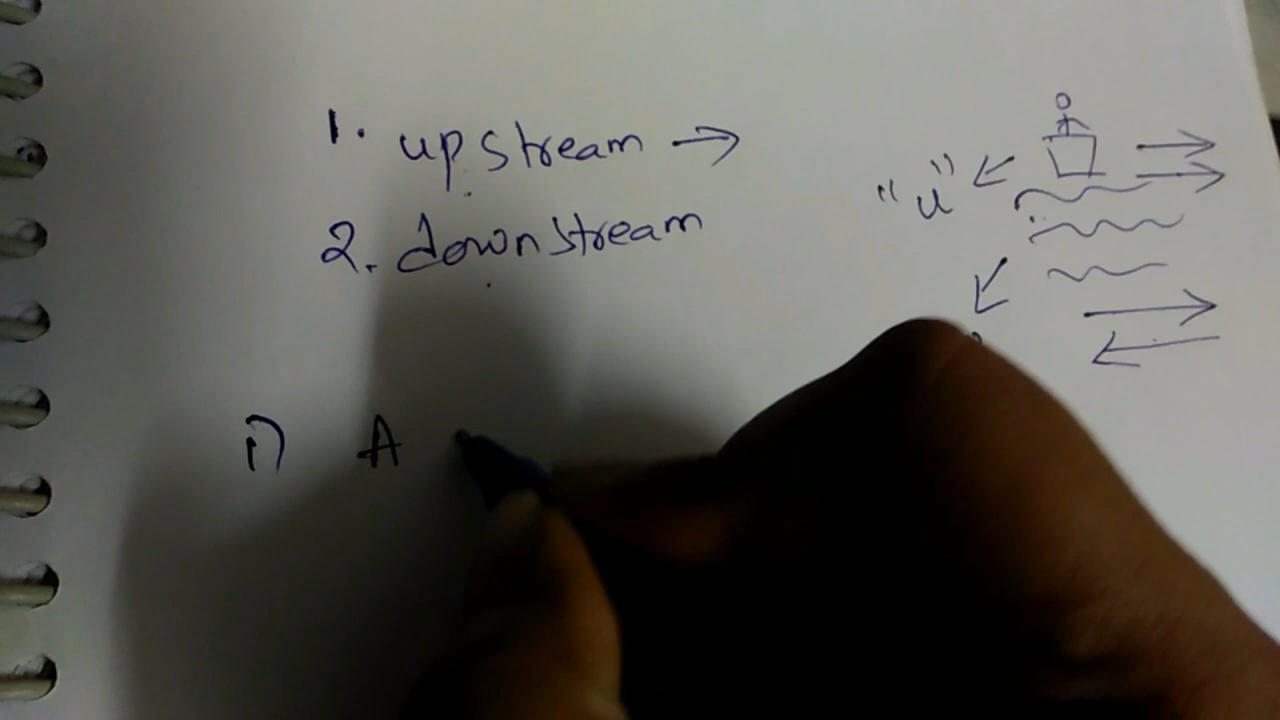 1. upstream →
2. downstream
"u"
i) A